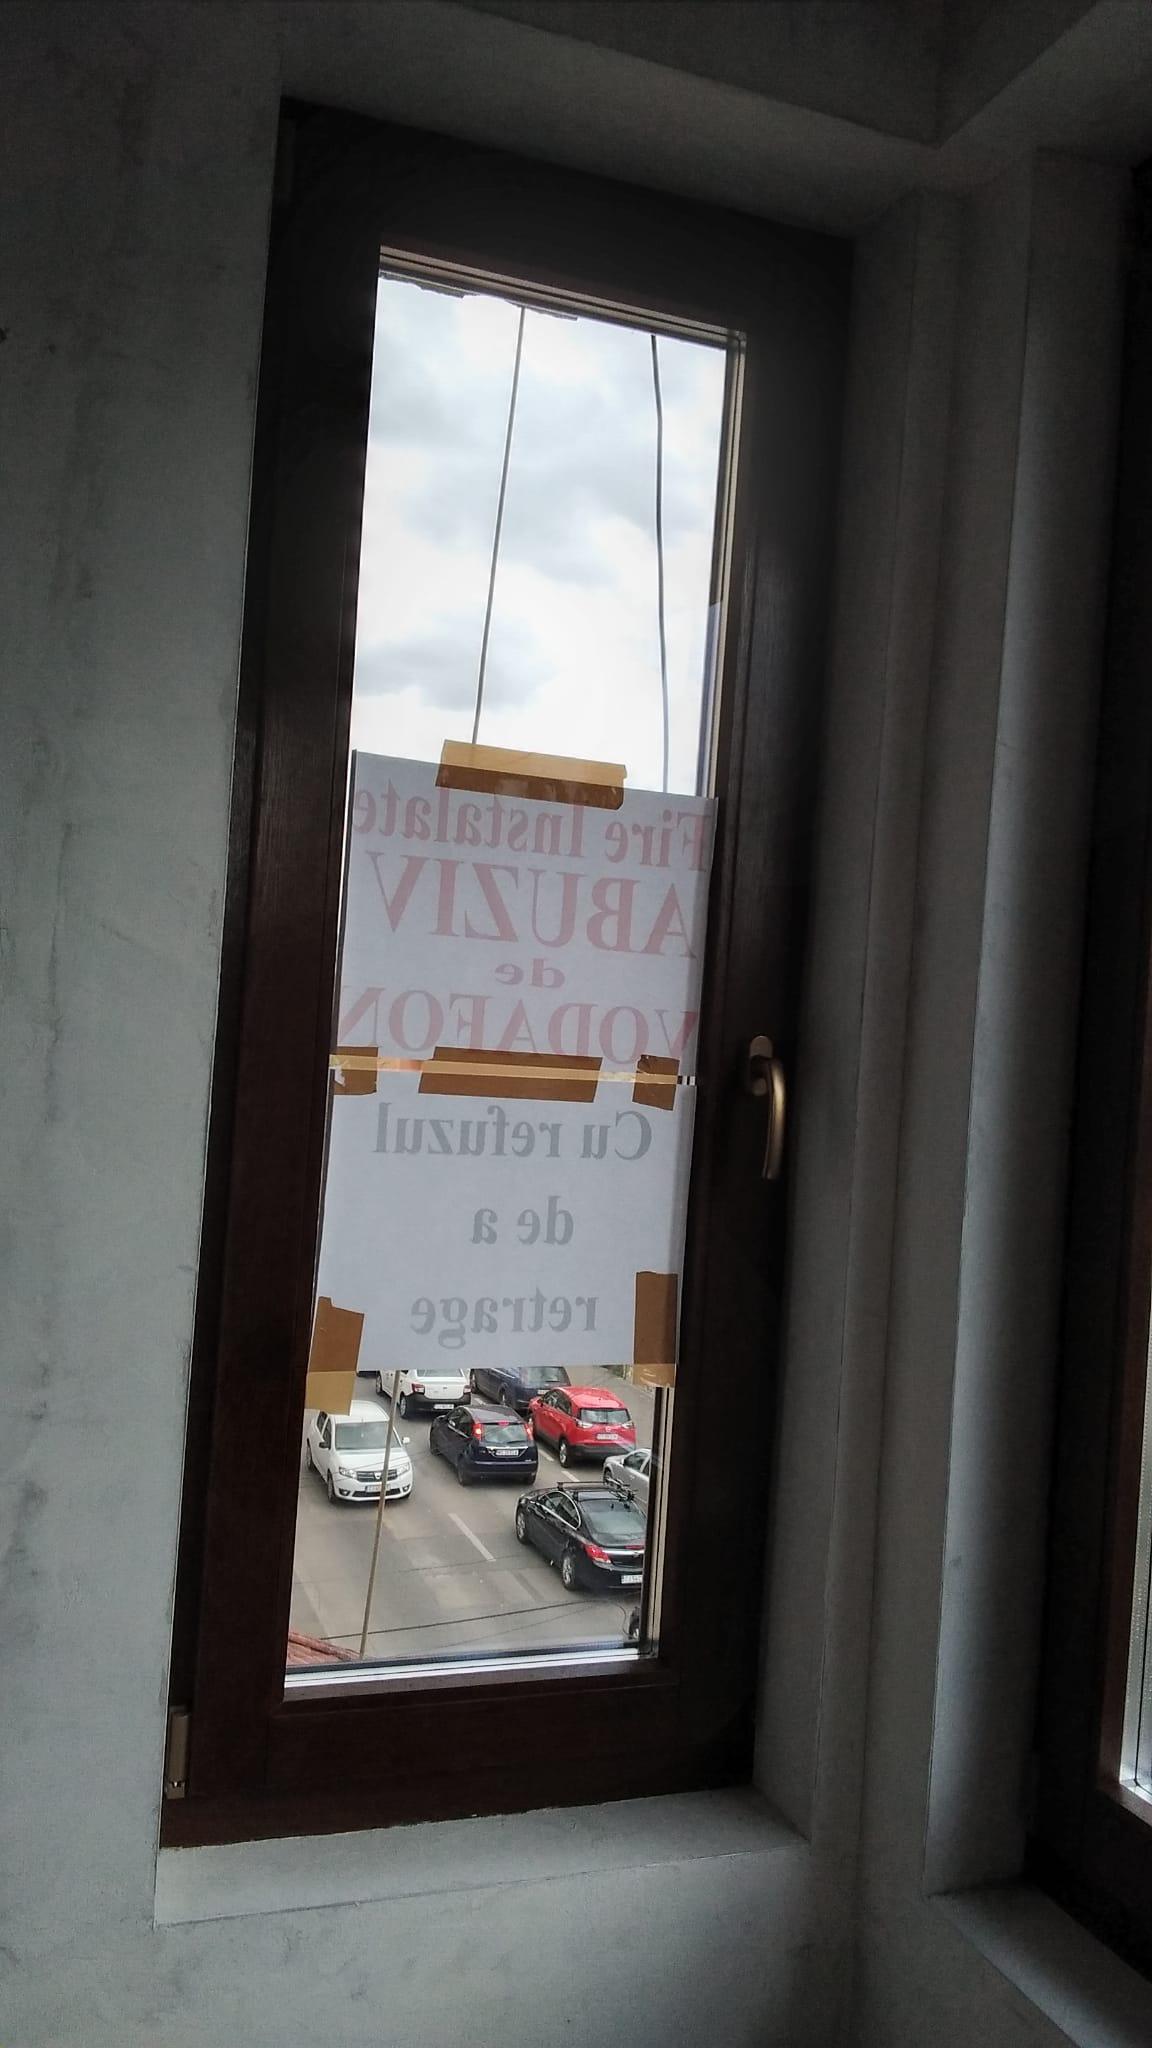 Fire Instalate
ABUZIV
de
VODAFON
Cu refuzul
de a
retrage